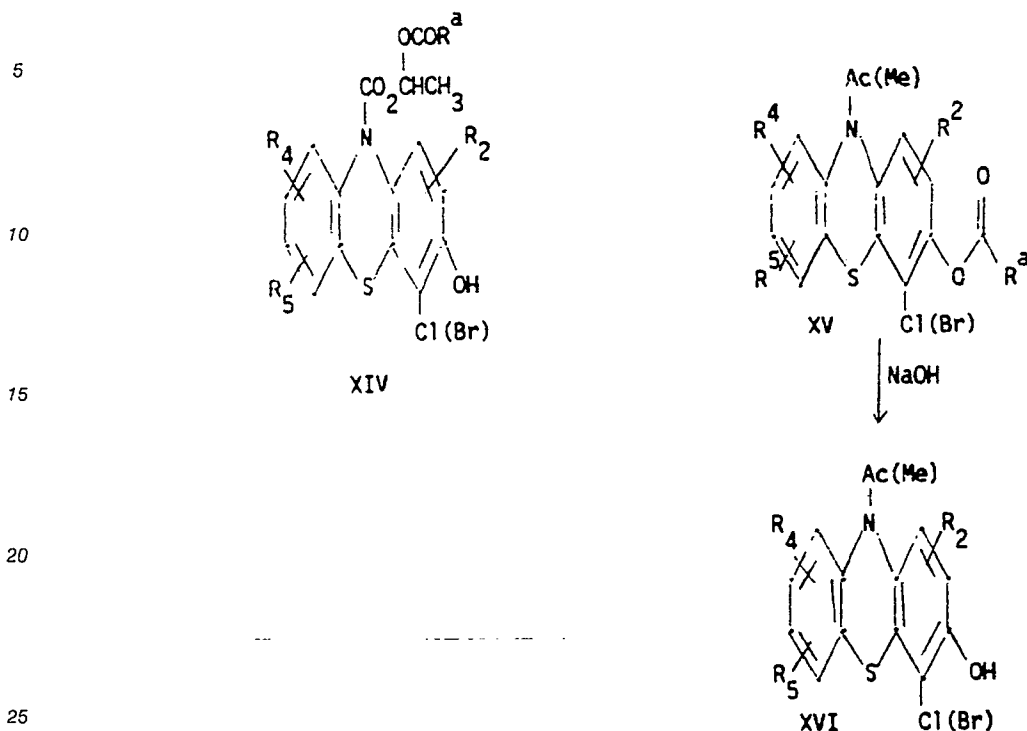 5
OCOR^a
CO2CHCH3
N
R4
R2
S
OH
R5
Cl(Br)
XIV
Ac(Me)
R^4
N
R^2
O
R^5
S
O
R^a
XV
Cl(Br)
10
NaOH
15
Ac(Me)
R4
N
R2
20
R5
S
OH
XVI
Cl(Br)
25